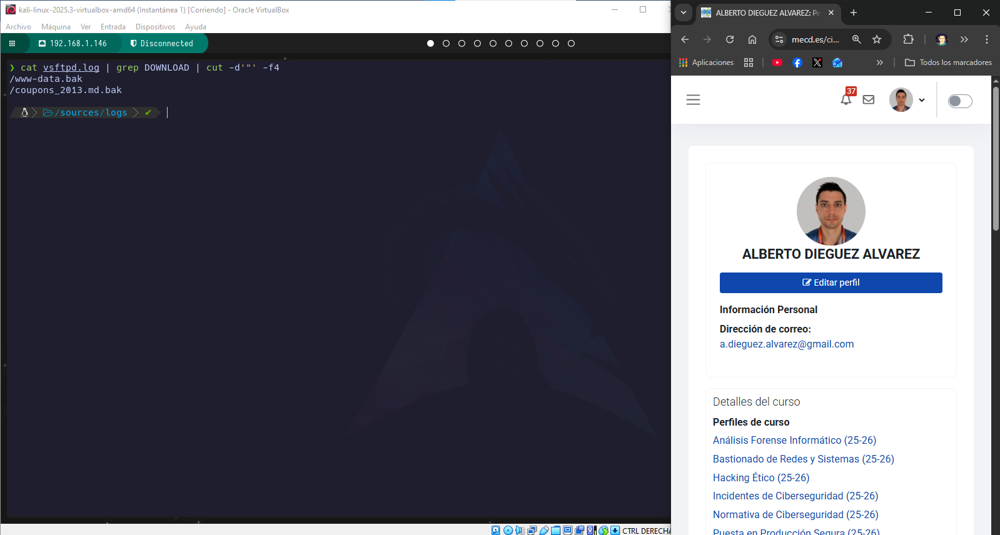 kali-linux-2025.3-virtualbox-amd64 (Instantánea 1) [Corriendo] - Oracle VirtualBox
Archivo Máquina Ver Entrada Dispositivos Ayuda
192.168.1.146 Disconnected
❯ cat vsftpd.log | grep DOWNLOAD | cut -d'"' -f4
/www-data.bak
/coupons_2013.md.bak
/sources/logs ✔
CTRL DERECHA
ALBERTO DIEGUEZ ALVAREZ: Pe
mecd.es/ci...
Aplicaciones
Todos los marcadores
37
ALBERTO DIEGUEZ ALVAREZ
Editar perfil
Información Personal
Dirección de correo:
a.dieguez.alvarez@gmail.com
Detalles del curso
Perfiles de curso
Análisis Forense Informático (25-26)
Bastionado de Redes y Sistemas (25-26)
Hacking Ético (25-26)
Incidentes de Ciberseguridad (25-26)
Normativa de Ciberseguridad (25-26)
Puesta en Producción Segura (25-26)